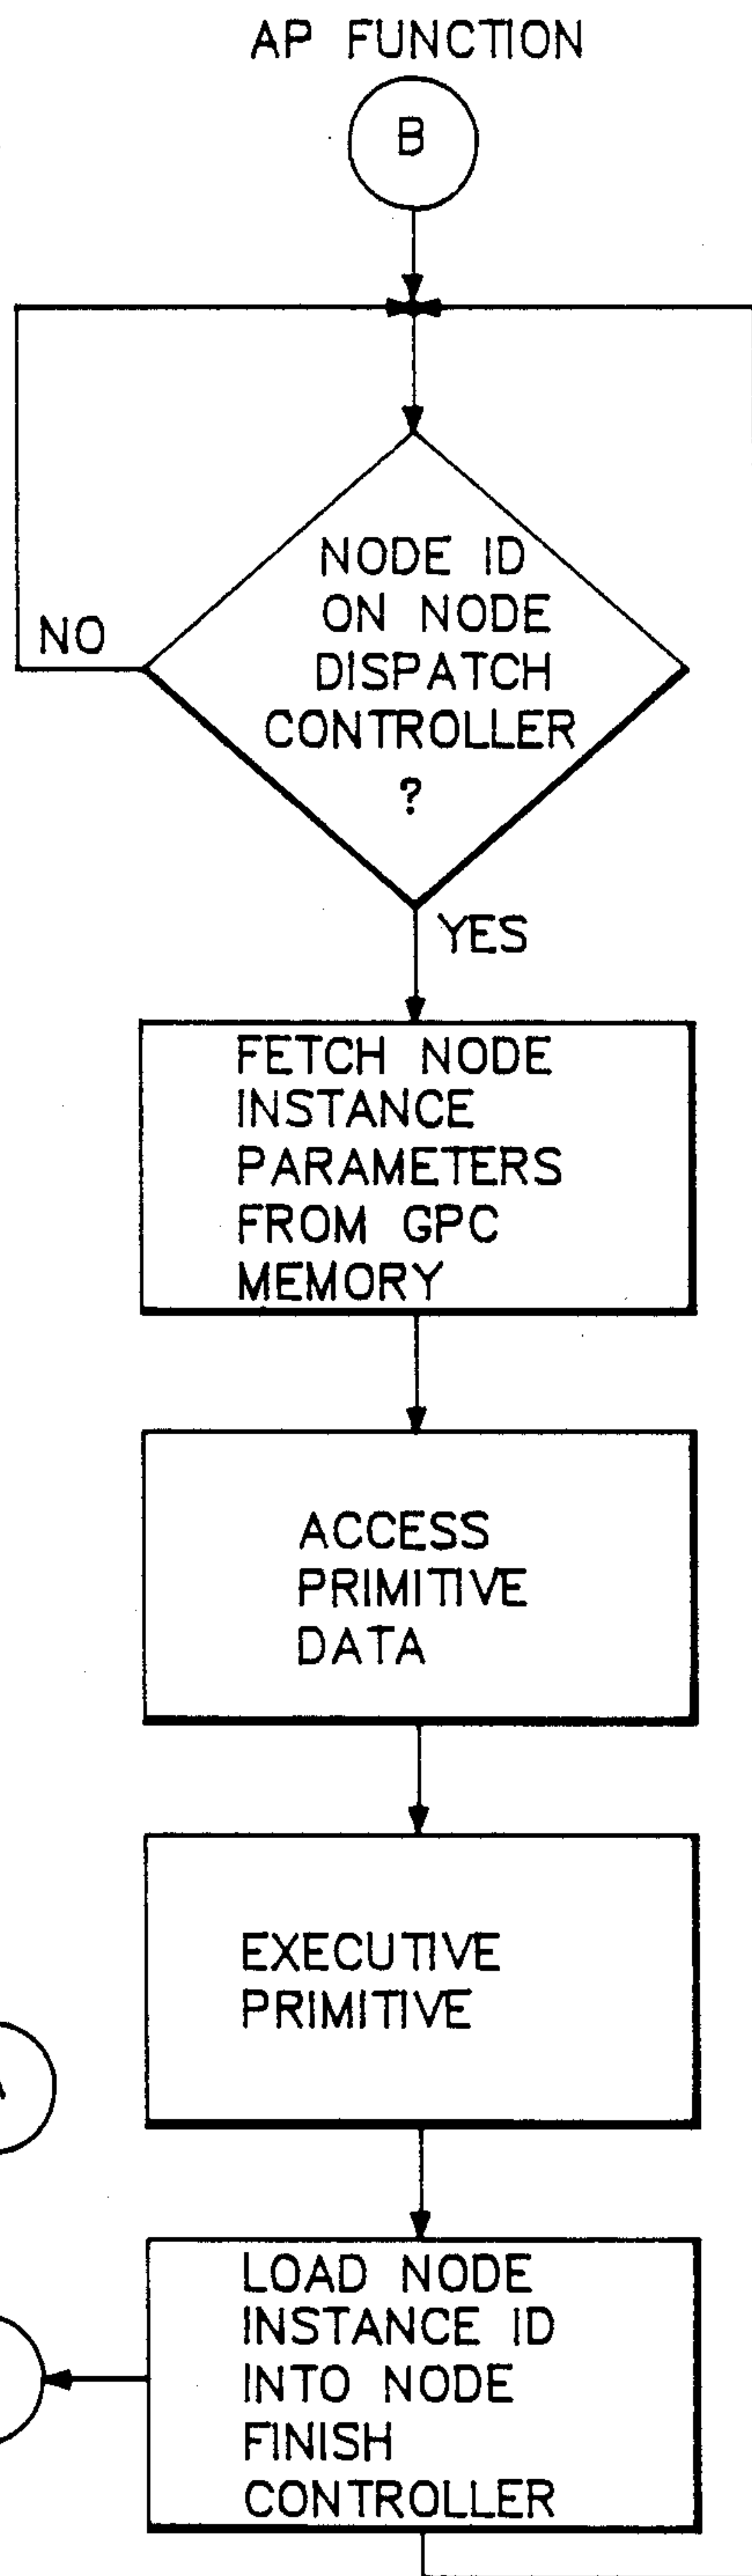 AP FUNCTION
B
NODE ID
ON NODE
DISPATCH
CONTROLLER
?
NO
YES
FETCH NODE
INSTANCE
PARAMETERS
FROM GPC
MEMORY
ACCESS
PRIMITIVE
DATA
EXECUTIVE
PRIMITIVE
LOAD NODE
INSTANCE ID
INTO NODE
FINISH
CONTROLLER